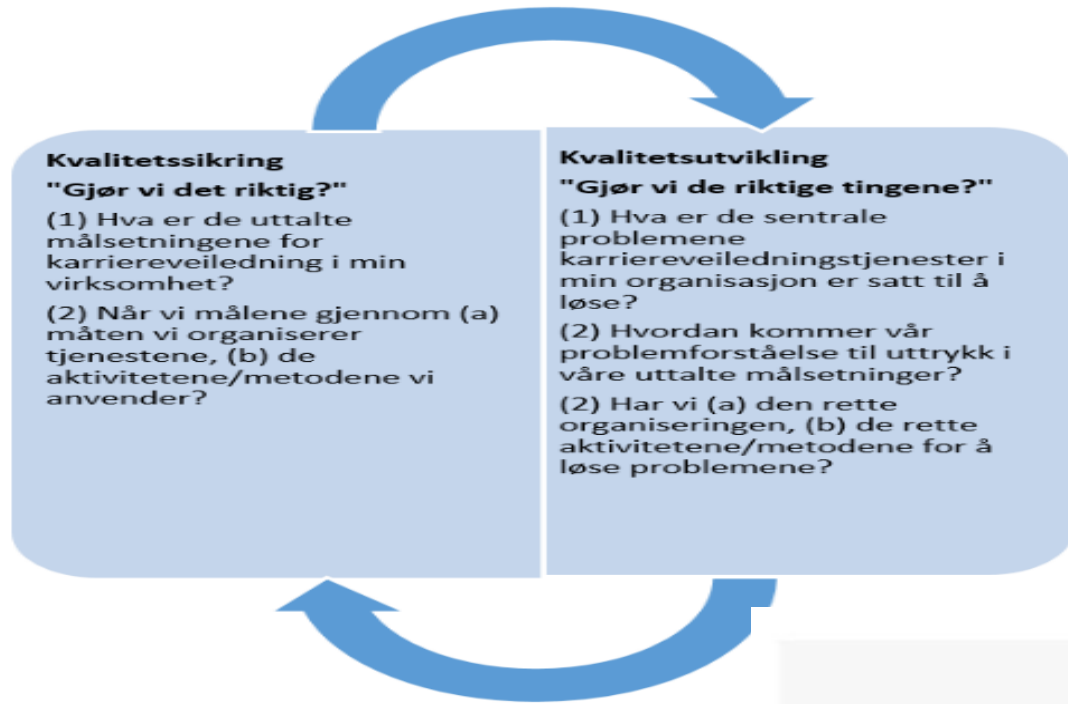 Kvalitetssikring
"Gjør vi det riktig?"
(1) Hva er de uttalte
målsetningene for
karriereveiledning i min
virksomhet?
(2) Når vi målene gjennom (a)
måten vi organiserer
tjenestene, (b) de
aktivitetene/metodene vi
anvender?
Kvalitetsutvikling
"Gjør vi de riktige tingene?"
(1) Hva er de sentrale
problemene
karriereveiledningstjenester i
min organisasjon er satt til å
løse?
(2) Hvordan kommer vår
problemforståelse til uttrykk i
våre uttalte målsetninger?
(2) Har vi (a) den rette
organiseringen, (b) de rette
aktivitetene/metodene for å
løse problemene?